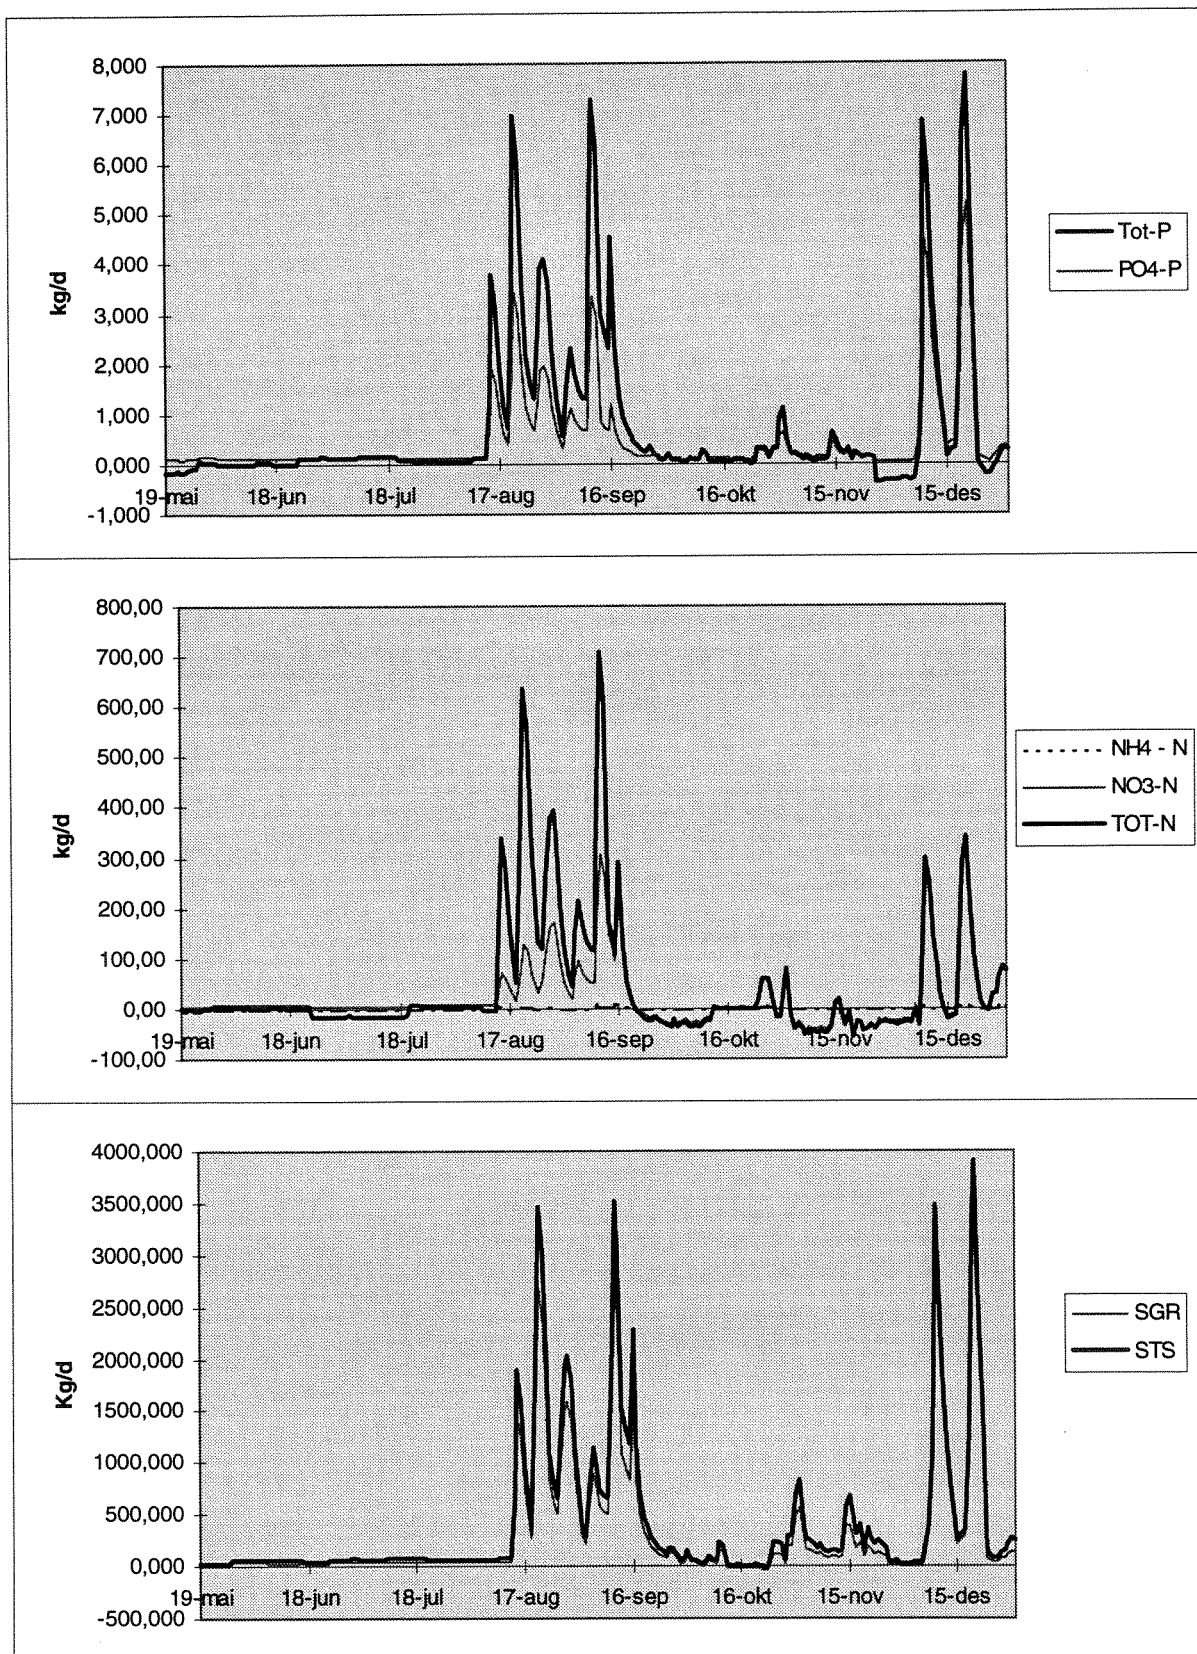 8,000
7,000
6,000
5,000
4,000
3,000
2,000
1,000
0,000
-1,000
kg/d
19-mai 18-jun 18-jul 17-aug 16-sep 16-okt 15-nov 15-des
Tot-P
PO4-P
800,00
700,00
600,00
500,00
400,00
300,00
200,00
100,00
0,00
-100,00
kg/d
19-mai 18-jun 18-jul 17-aug 16-sep 16-okt 15-nov 15-des
NH4 - N
NO3-N
TOT-N
4000,000
3500,000
3000,000
2500,000
2000,000
1500,000
1000,000
500,000
0,000
-500,000
Kg/d
19-mai 18-jun 18-jul 17-aug 16-sep 16-okt 15-nov 15-des
SGR
STS